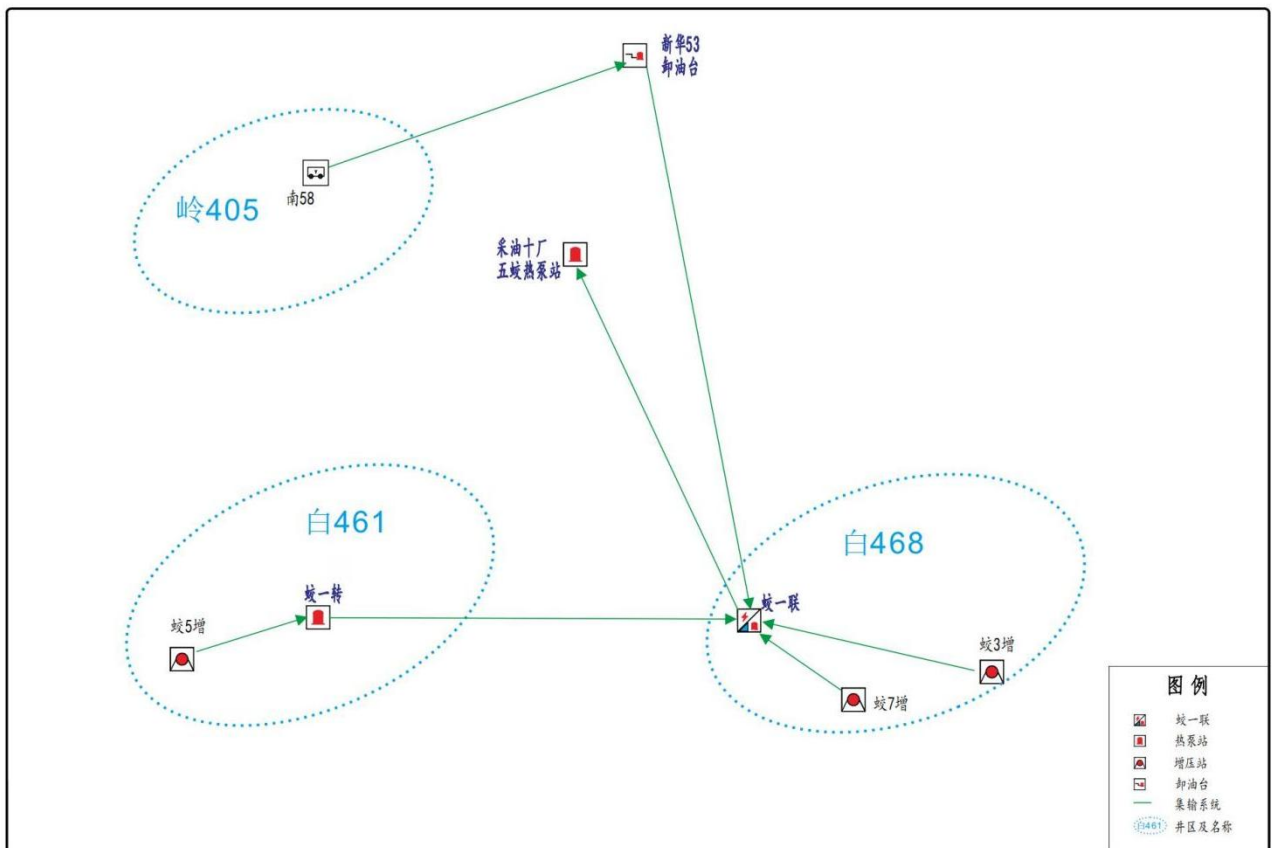 新华53
卸油台
岭405
南58
采油十厂
五蛟热泵站
白461
蛟一转
蛟5增
白468
蛟一联
蛟3增
蛟7增
图例
蛟一联
热泵站
增压站
卸油台
集输系统
白461 井区及名称